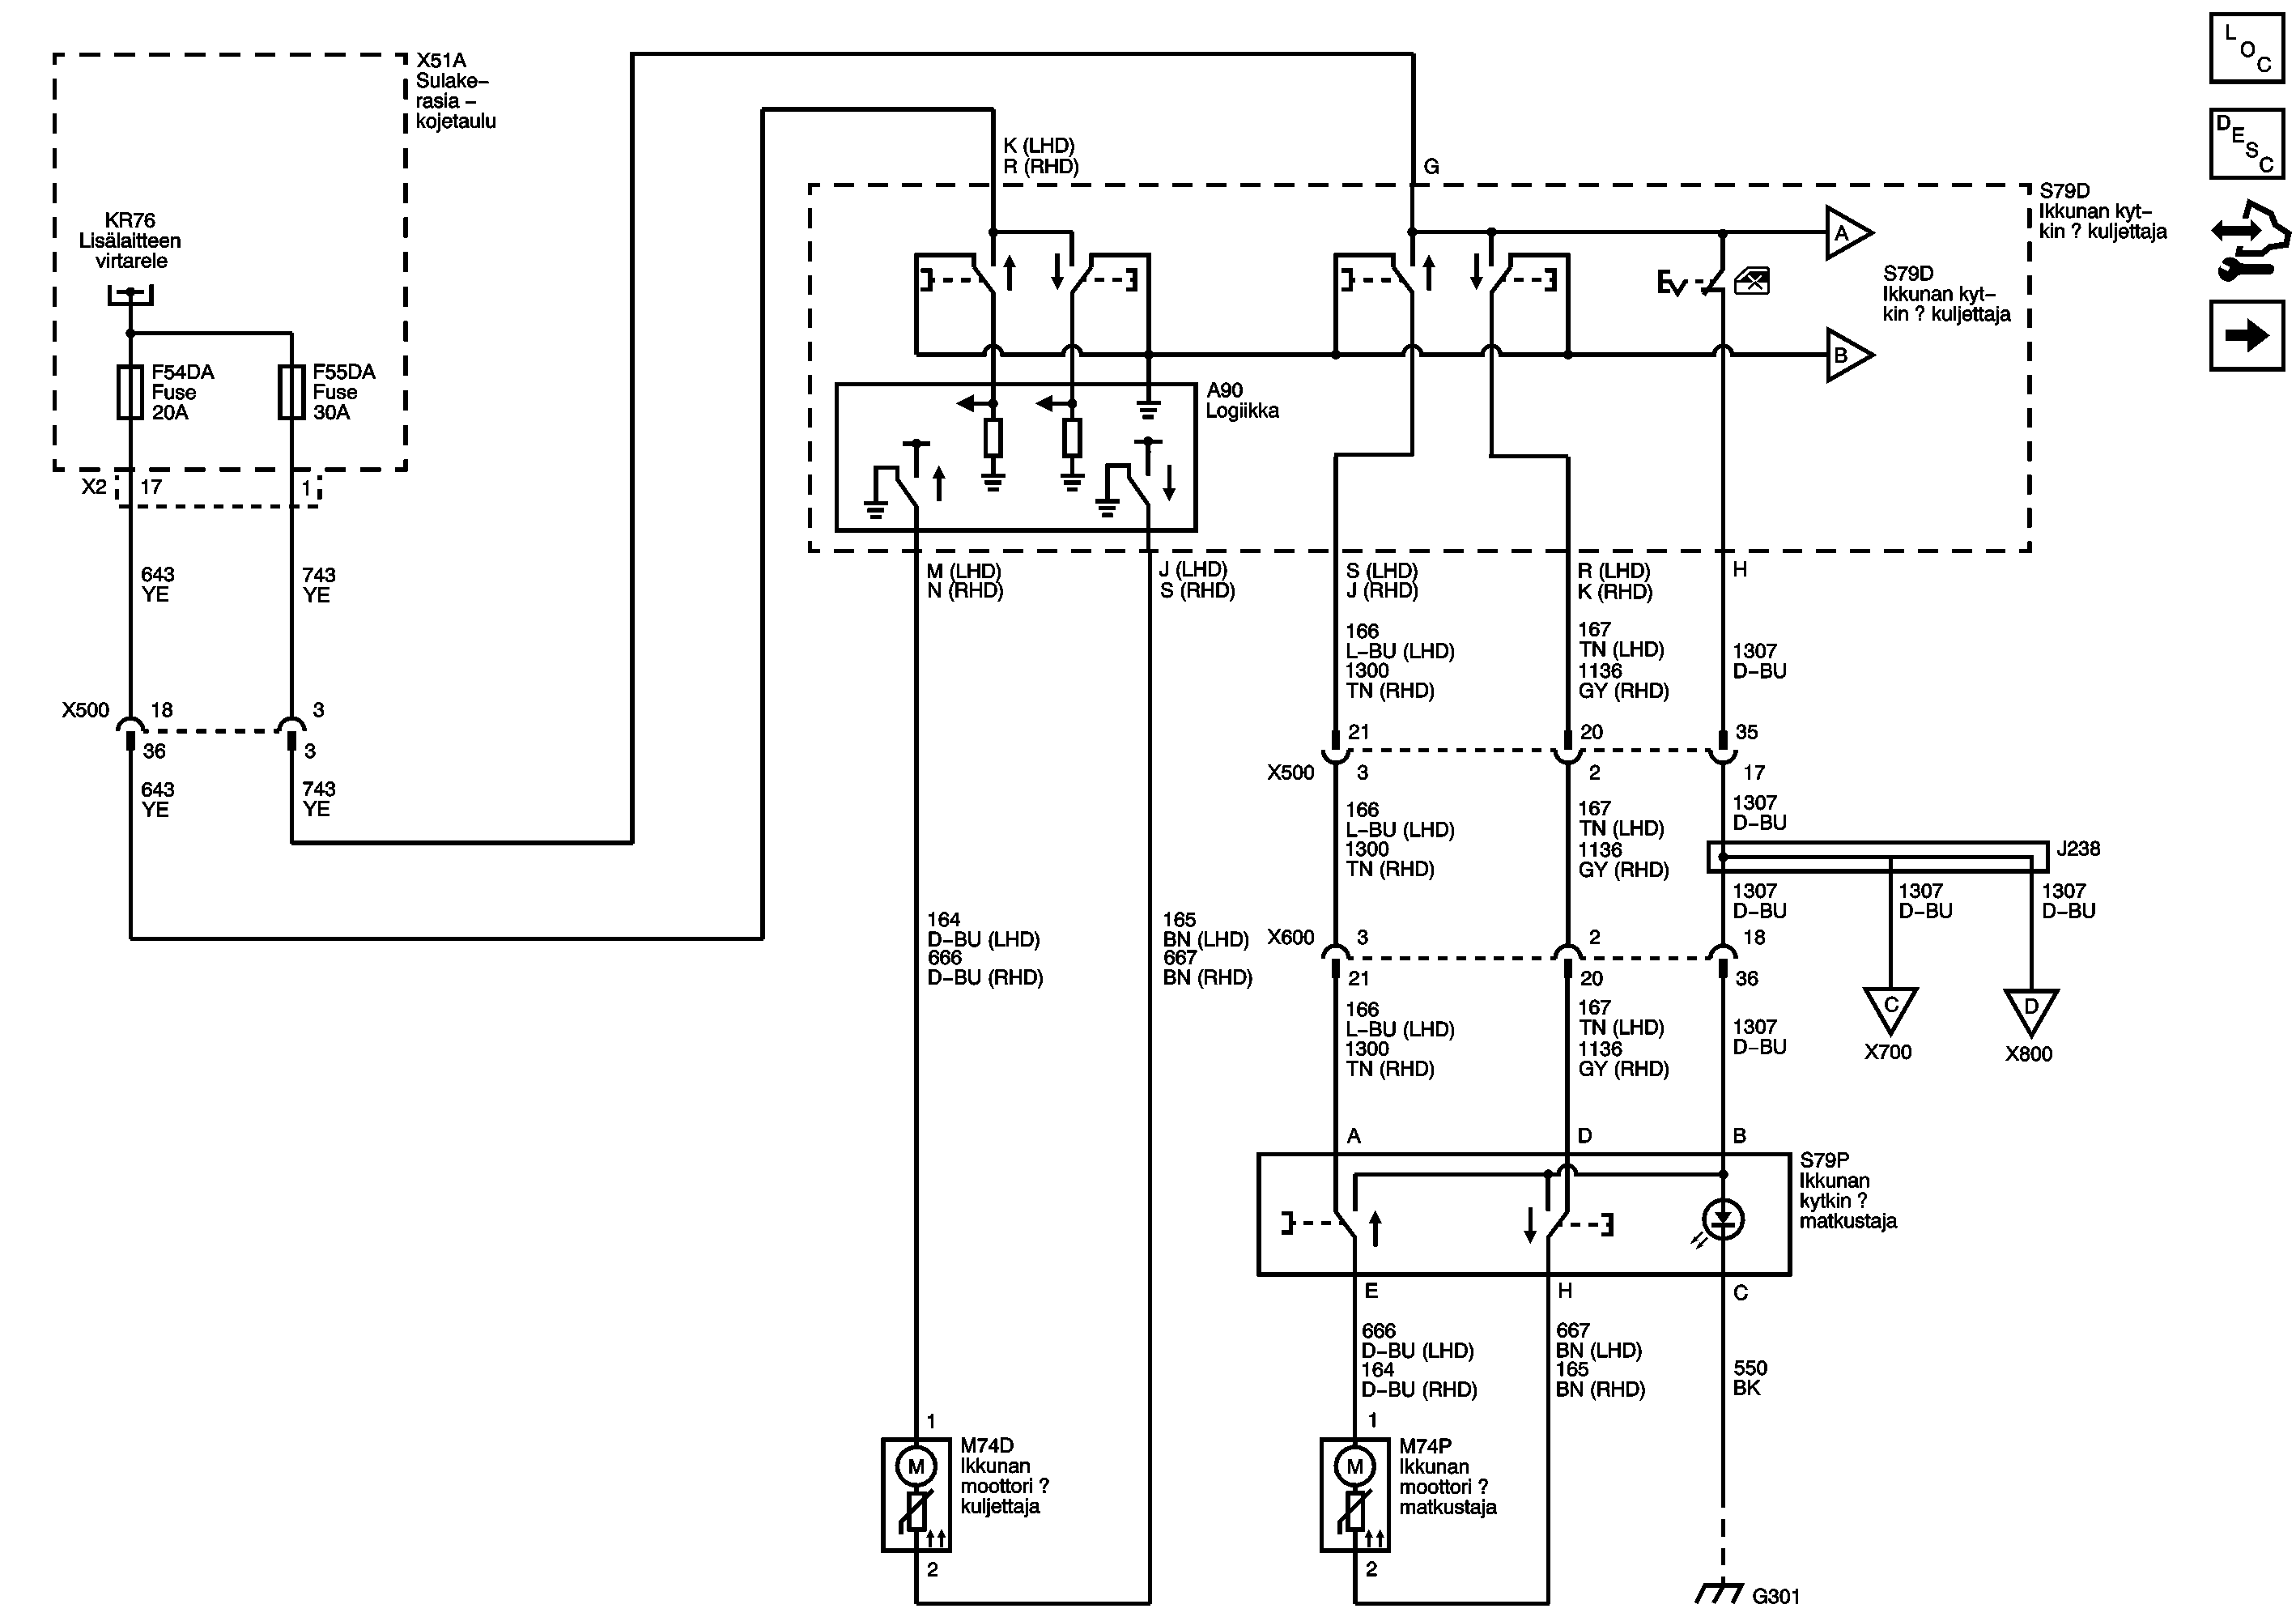 L
O
C
D
E
S
C
X51A
Sulake–
rasia –
kojetaulu
KR76
Lisälaitteen
virtarele
F54DA
Fuse
20A
F55DA
Fuse
30A
X2
17
1
643
YE
743
YE
X500
18
3
36
3
643
YE
743
YE
K (LHD)
R (RHD)
G
S79D
Ikkunan kyt–
kin ? kuljettaja
A
S79D
Ikkunan kyt–
kin ? kuljettaja
B
A90
Logiikka
M (LHD)
N (RHD)
J (LHD)
S (RHD)
S (LHD)
J (RHD)
R (LHD)
K (RHD)
H
166
L–BU (LHD)
1300
TN (RHD)
167
TN (LHD)
1136
GY (RHD)
1307
D–BU
21
20
35
X500
3
2
17
166
L–BU (LHD)
1300
TN (RHD)
167
TN (LHD)
1136
GY (RHD)
1307
D–BU
J238
1307
D–BU
1307
D–BU
1307
D–BU
164
D–BU (LHD)
666
D–BU (RHD)
165
BN (LHD)
667
BN (RHD)
X600
3
2
18
21
20
36
C
X700
D
X800
166
L–BU (LHD)
1300
TN (RHD)
167
TN (LHD)
1136
GY (RHD)
1307
D–BU
A
D
B
S79P
Ikkunan
kytkin ?
matkustaja
E
H
C
666
D–BU (LHD)
164
D–BU (RHD)
667
BN (LHD)
165
BN (RHD)
550
BK
1
M
M74D
Ikkunan
moottori ?
kuljettaja
2
1
M
M74P
Ikkunan
moottori ?
matkustaja
2
G301